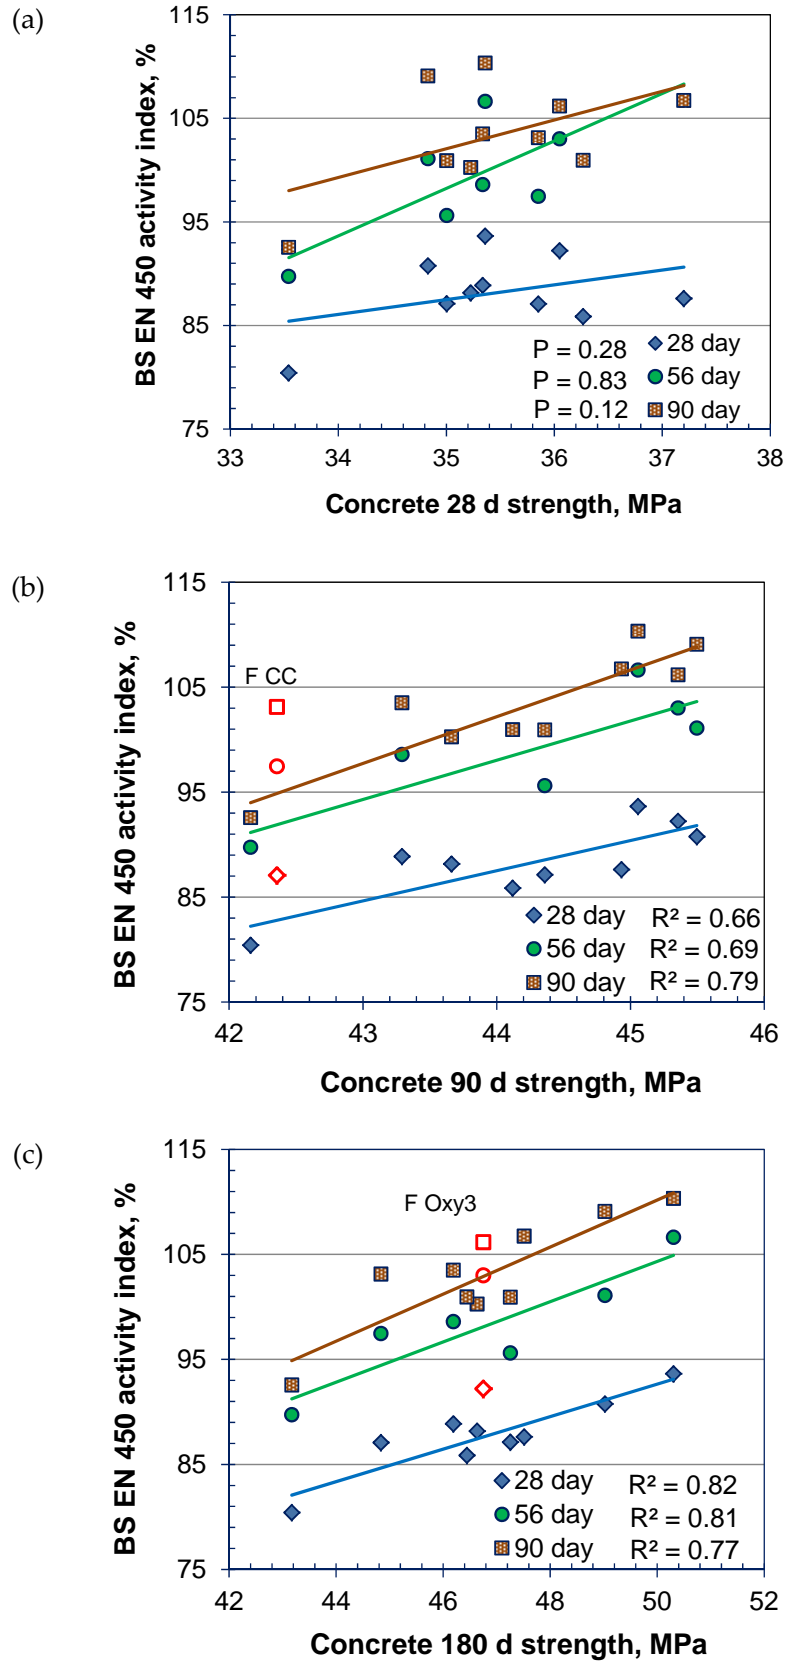 (a)
BS EN 450 activity index, %
115
105
95
85
75
P = 0.28
28 day
P = 0.83
56 day
P = 0.12
90 day
33
34
35
36
37
38
Concrete 28 d strength, MPa
(b)
BS EN 450 activity index, %
115
105
95
85
75
F CC
28 day
R² = 0.66
56 day
R² = 0.69
90 day
R² = 0.79
42
43
44
45
46
Concrete 90 d strength, MPa
(c)
BS EN 450 activity index, %
115
105
95
85
75
F Oxy3
28 day
R² = 0.82
56 day
R² = 0.81
90 day
R² = 0.77
42
44
46
48
50
52
Concrete 180 d strength, MPa